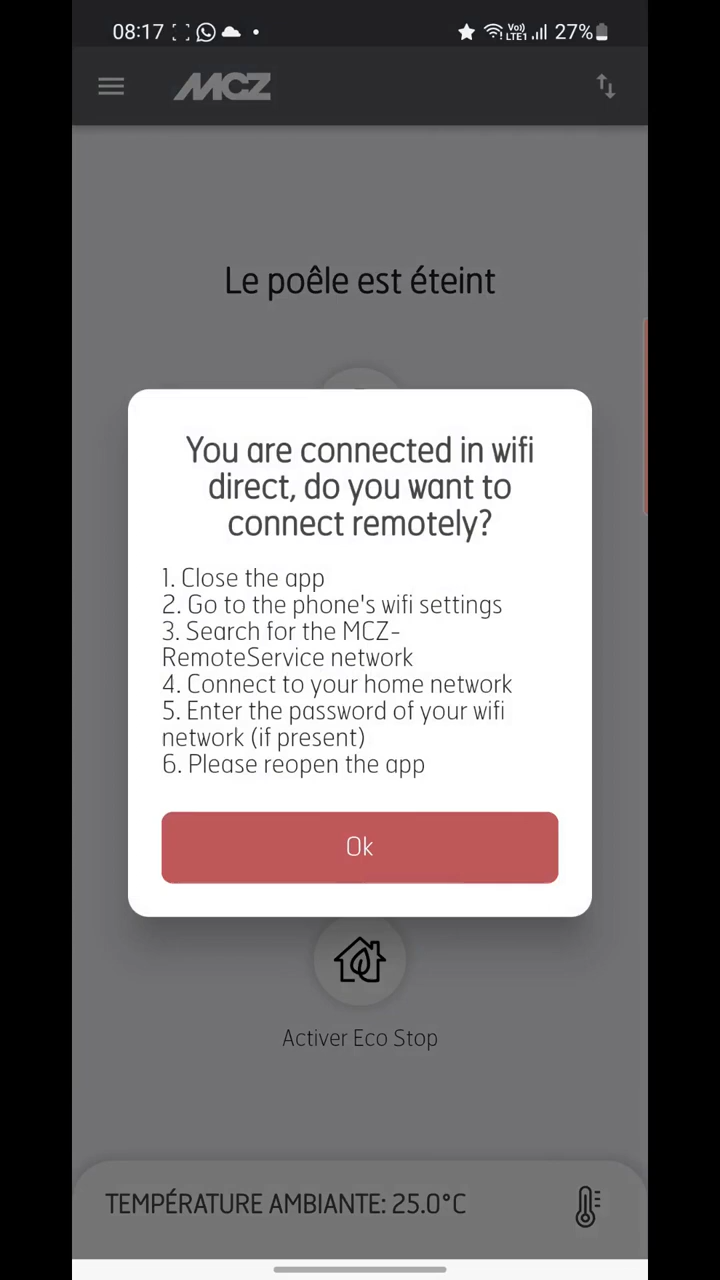 08:17
Vo))
LTE1
27%
MCZ
Le poêle est éteint
You are connected in wifi
direct, do you want to
connect remotely?
1. Close the app
2. Go to the phone's wifi settings
3. Search for the MCZ-
RemoteService network
4. Connect to your home network
5. Enter the password of your wifi
network (if present)
6. Please reopen the app
Ok
Activer Eco Stop
TEMPÉRATURE AMBIANTE: 25.0°C